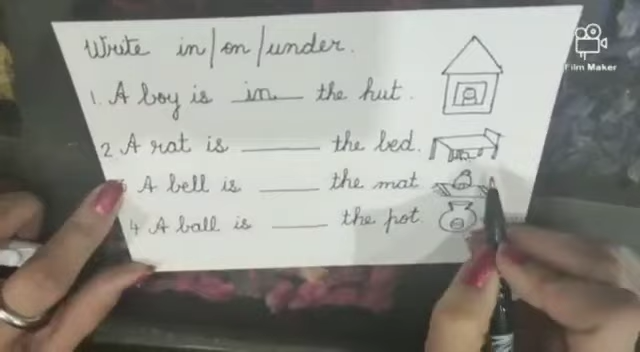 Write in/on/under.
1. A boy is in the hut.
2. A rat is ______ the bed.
3 A bell is ______ the mat
4 A ball is ______ the pot.
Film Maker